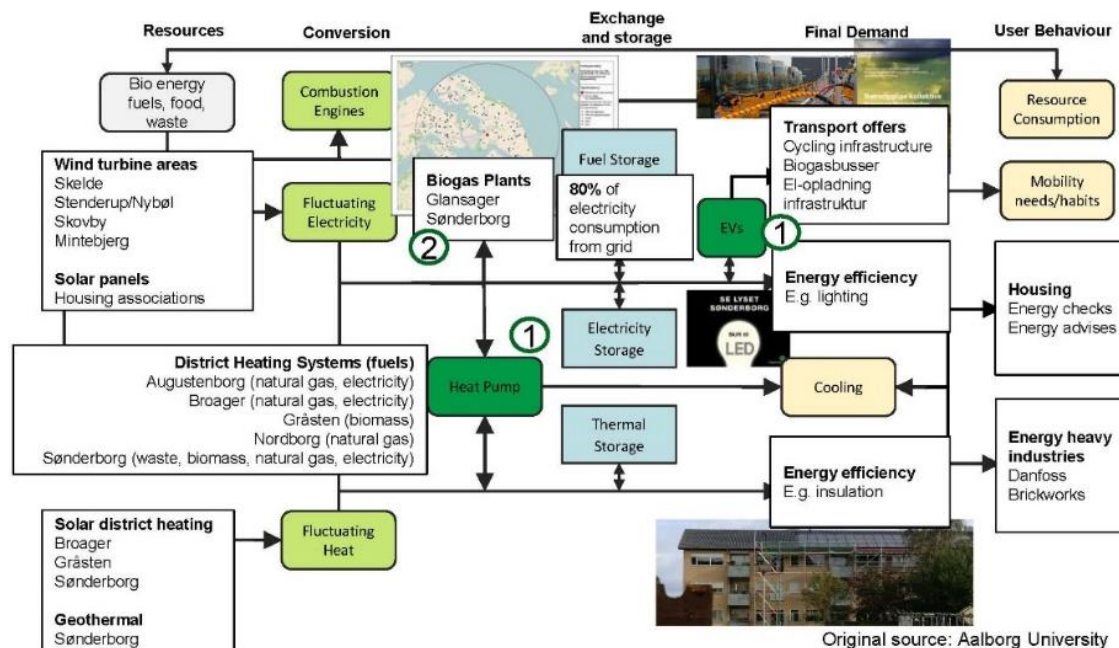 Resources
Conversion
Exchange
and storage
Final Demand
User Behaviour
Bio energy
fuels, food,
waste
Combustion
Engines
Fuel Storage
Transport offers
Cycling infrastructure
Biogasbusser
El-opladning
infrastruktur
Resource
Consumption
Wind turbine areas
Skelde
Stenderup/Nybøl
Skovby
Mintebjerg
Solar panels
Housing associations
Fluctuating
Electricity
Biogas Plants
Glansager
Sønderborg
2
80% of
electricity
consumption
from grid
EVs
1
Mobility
needs/habits
Energy efficiency
E.g. lighting
Housing
Energy checks
Energy advises
SE LYSET
SØNDERBORG
LED
Electricity
Storage
1
District Heating Systems (fuels)
Augustenborg (natural gas, electricity)
Broager (natural gas, electricity)
Gråsten (biomass)
Nordborg (natural gas)
Sønderborg (waste, biomass, natural gas, electricity)
Heat Pump
Cooling
Thermal
Storage
Energy efficiency
E.g. insulation
Energy heavy
industries
Danfoss
Brickworks
Solar district heating
Broager
Gråsten
Sønderborg
Geothermal
Sønderborg
Fluctuating
Heat
Original source: Aalborg University